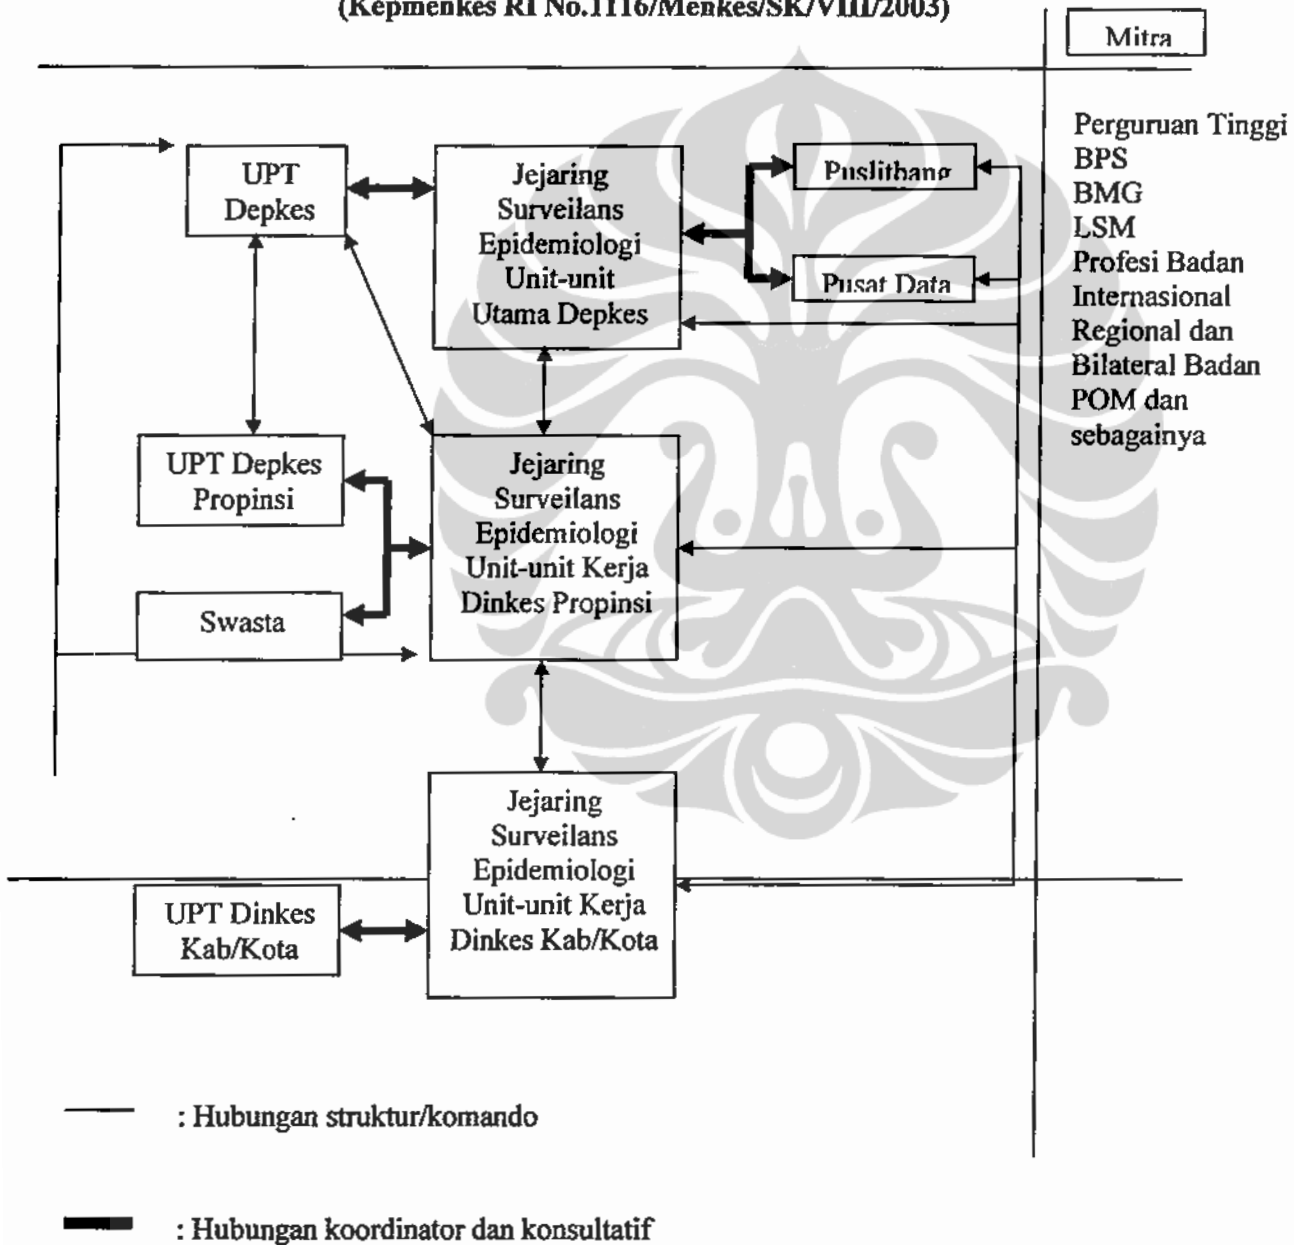 (Kepmenkes RI No.1116/Menkes/SK/VIII/2003)
Mitra
Perguruan Tinggi
BPS
BMG
LSM
Profesi Badan
Internasional
Regional dan
Bilateral Badan
POM dan
sebagainya
UPT
Depkes
Jejaring
Surveilans
Epidemiologi
Unit-unit
Utama Depkes
Puslitbang
Pusat Data
UPT Depkes
Propinsi
Swasta
Jejaring
Surveilans
Epidemiologi
Unit-unit Kerja
Dinkes Propinsi
Jejaring
Surveilans
Epidemiologi
Unit-unit Kerja
Dinkes Kab/Kota
UPT Dinkes
Kab/Kota
: Hubungan struktur/komando
: Hubungan koordinator dan konsultatif